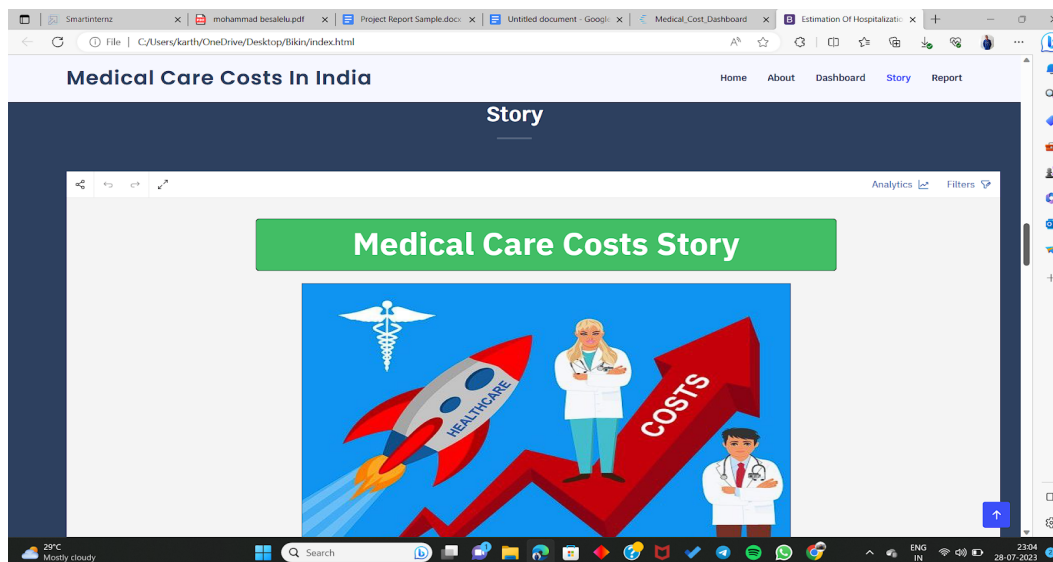 Smartinternz
mohammad besalelu.pdf
Project Report Sample.docx
Untitled document - Google
Medical_Cost_Dashboard
Estimation Of Hospitalizatic
File | C:/Users/karth/OneDrive/Desktop/Bikin/index.html
Medical Care Costs In India
Home About Dashboard Story Report
Story
Analytics Filters
Medical Care Costs Story
HEALTHCARE
COSTS
29°C
Mostly cloudy
Search
ENG
IN
23:04
28-07-2023